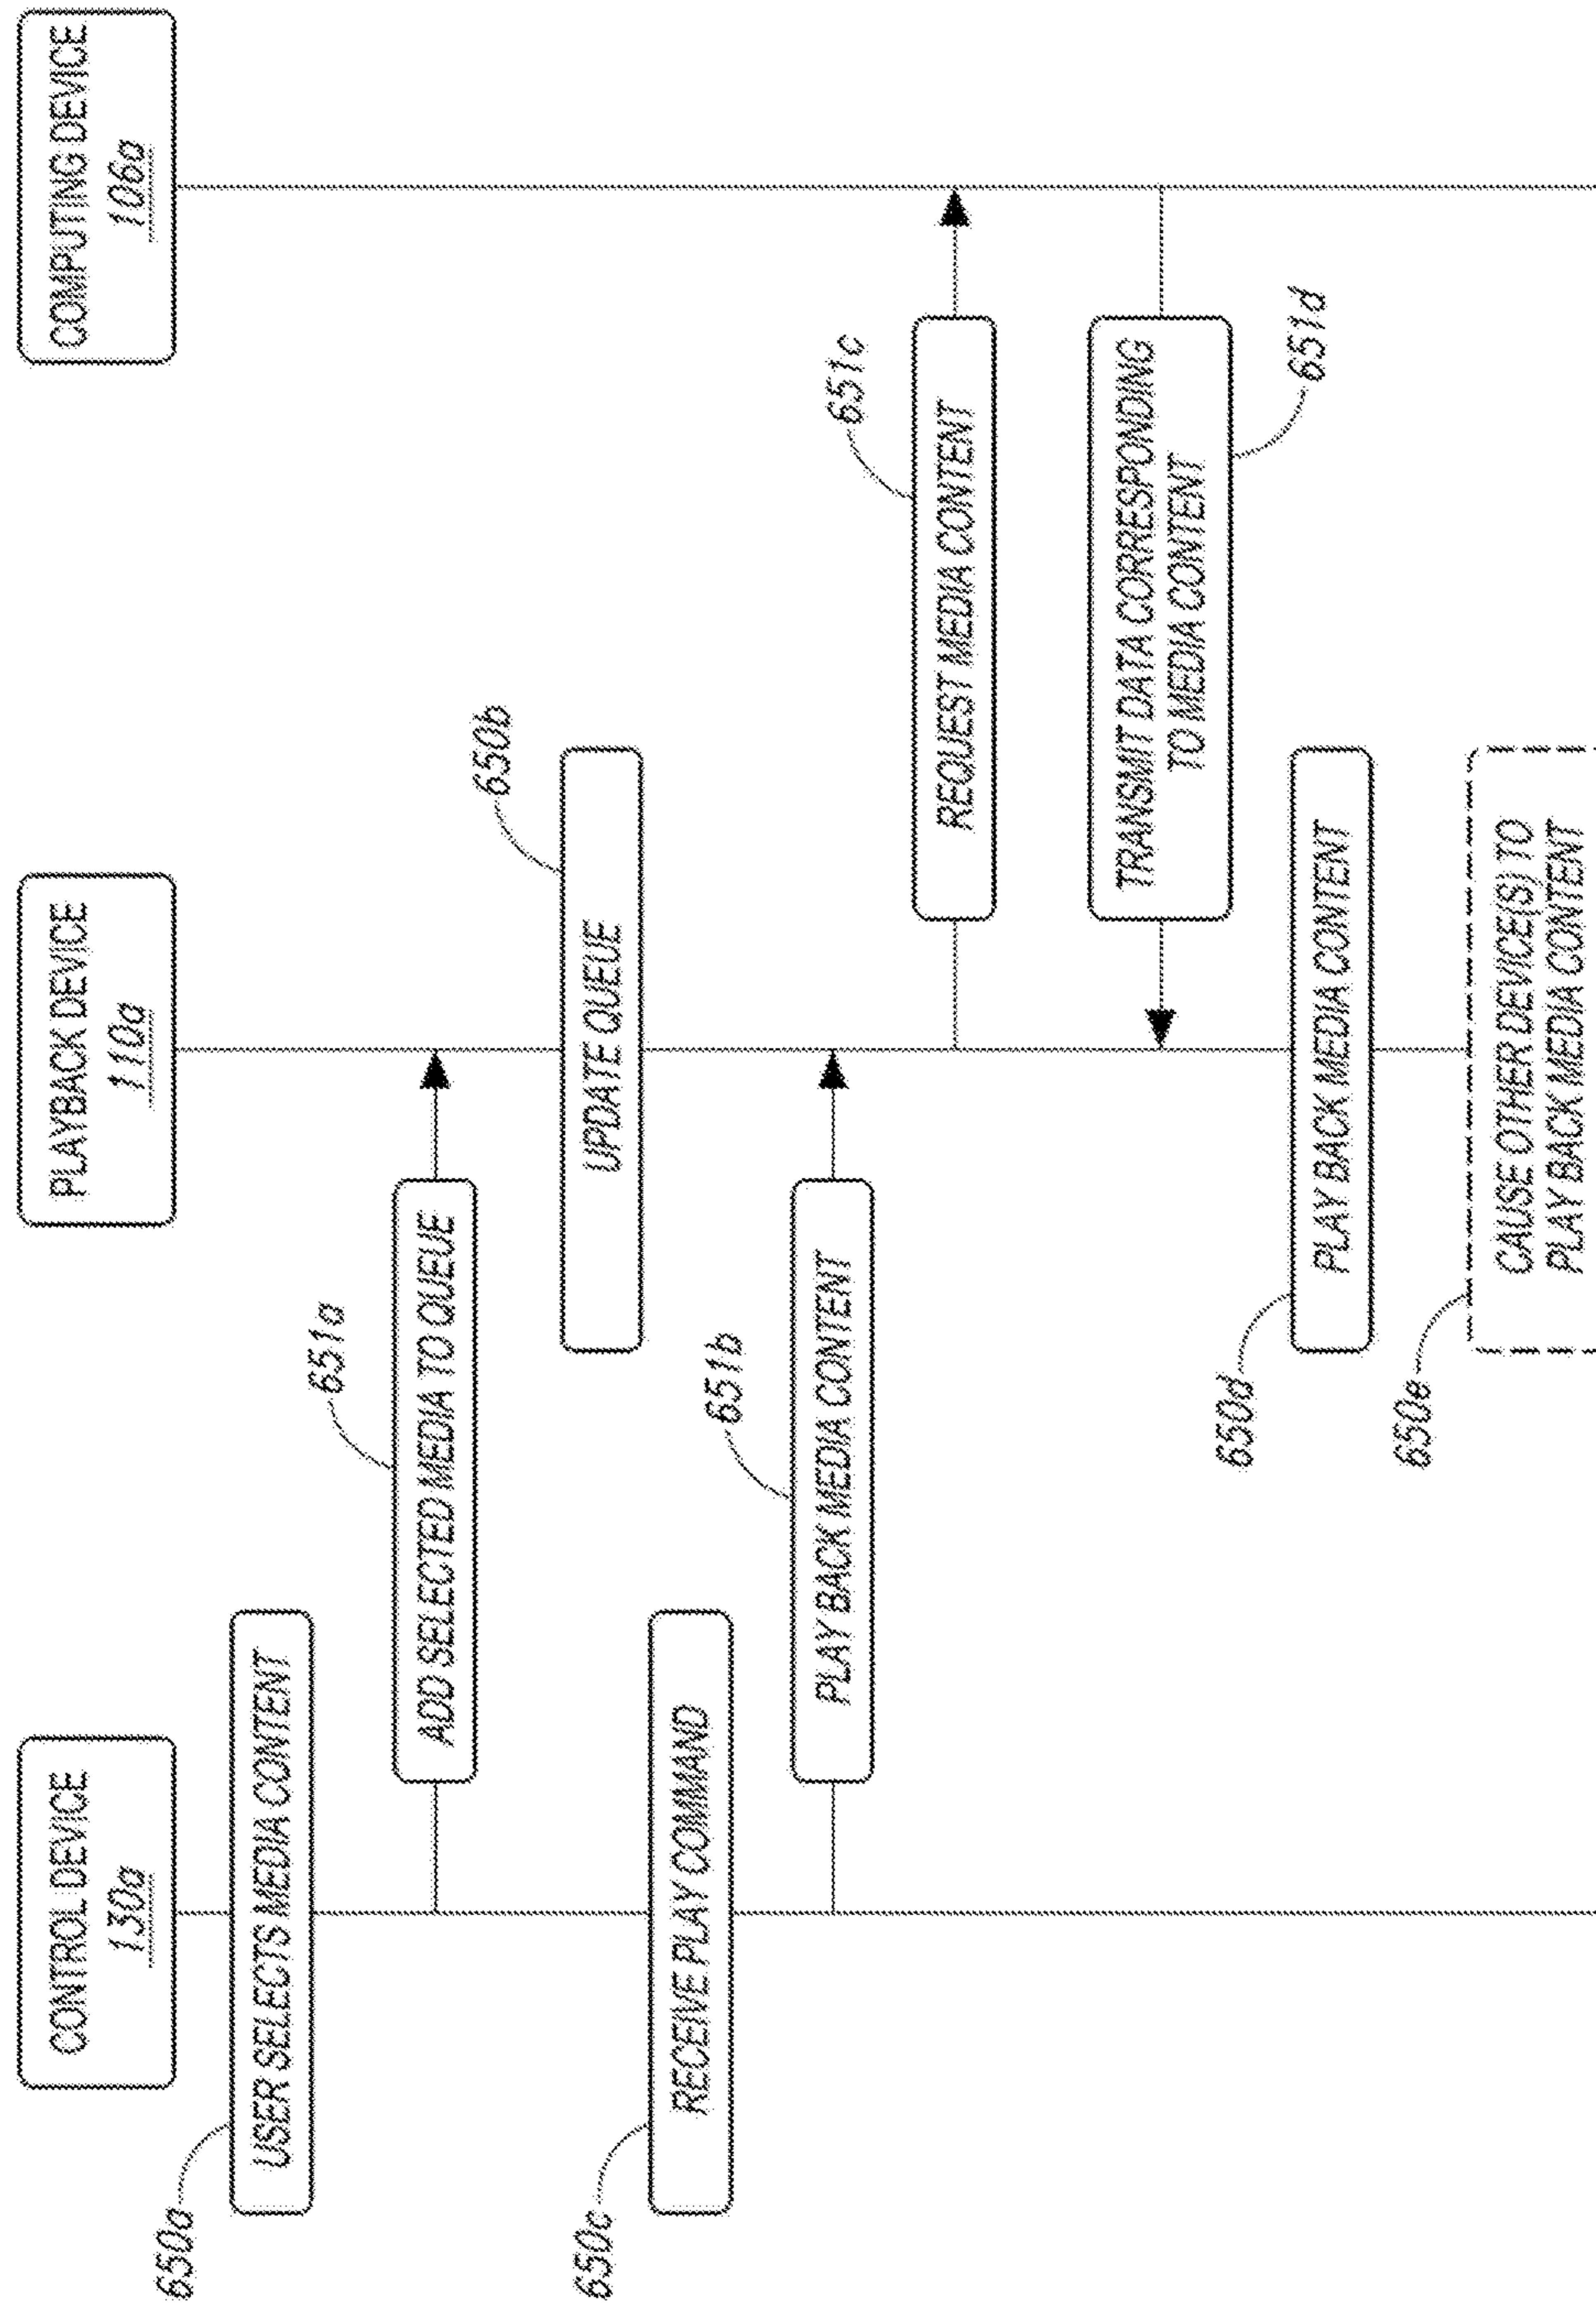 CONTROL DEVICE
130a
PLAYBACK DEVICE
110a
COMPUTING DEVICE
106a
650a
USER SELECTS MEDIA CONTENT
651a
ADD SELECTED MEDIA TO QUEUE
650b
UPDATE QUEUE
650c
RECEIVE PLAY COMMAND
651b
PLAY BACK MEDIA CONTENT
651c
REQUEST MEDIA CONTENT
TRANSMIT DATA CORRESPONDING
TO MEDIA CONTENT
651d
650d
PLAY BACK MEDIA CONTENT
650e
CAUSE OTHER DEVICE(S) TO
PLAY BACK MEDIA CONTENT